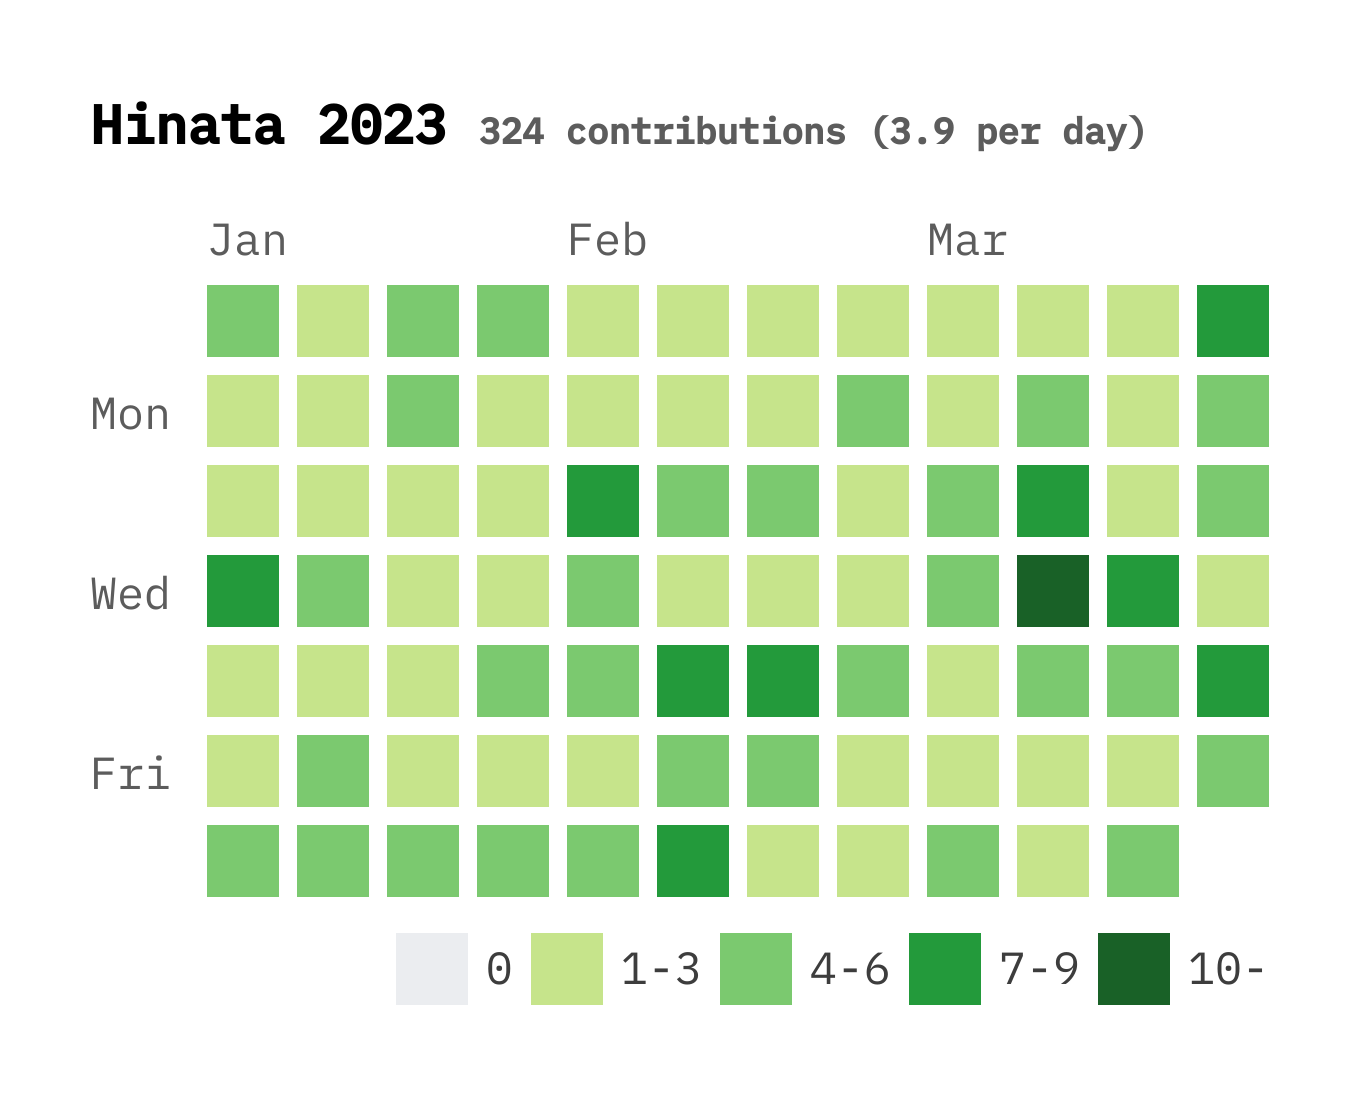 Hinata 2023 324 contributions (3.9 per day)
Jan Feb Mar
Mon
Wed
Fri
0 1-3 4-6 7-9 10-